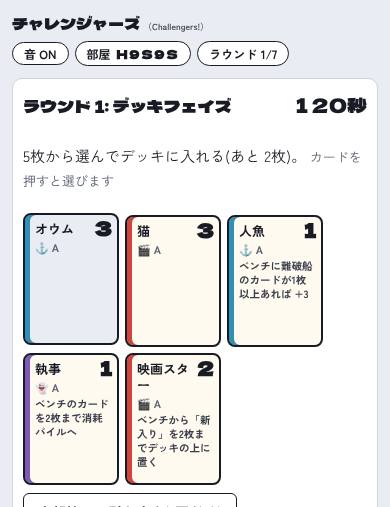 チャレンジャーズ (Challengers!)
音 ON 部屋 H9S9S ラウンド 1/7
ラウンド 1: デッキフェイズ 120秒
5枚から選んでデッキに入れる(あと 2枚)。 カードを
押すと選びます
オウム 3
⚓ A
猫 3
🎬 A
人魚 1
⚓ A
ベンチに難破船
のカードが1枚
以上あれば +3
執事 1
👻 A
ベンチのカード
を2枚まで消耗
パイルへ
映画スタ 2
ー
🎬 A
ベンチから「新
入り」を2枚ま
でデッキの上に
置く